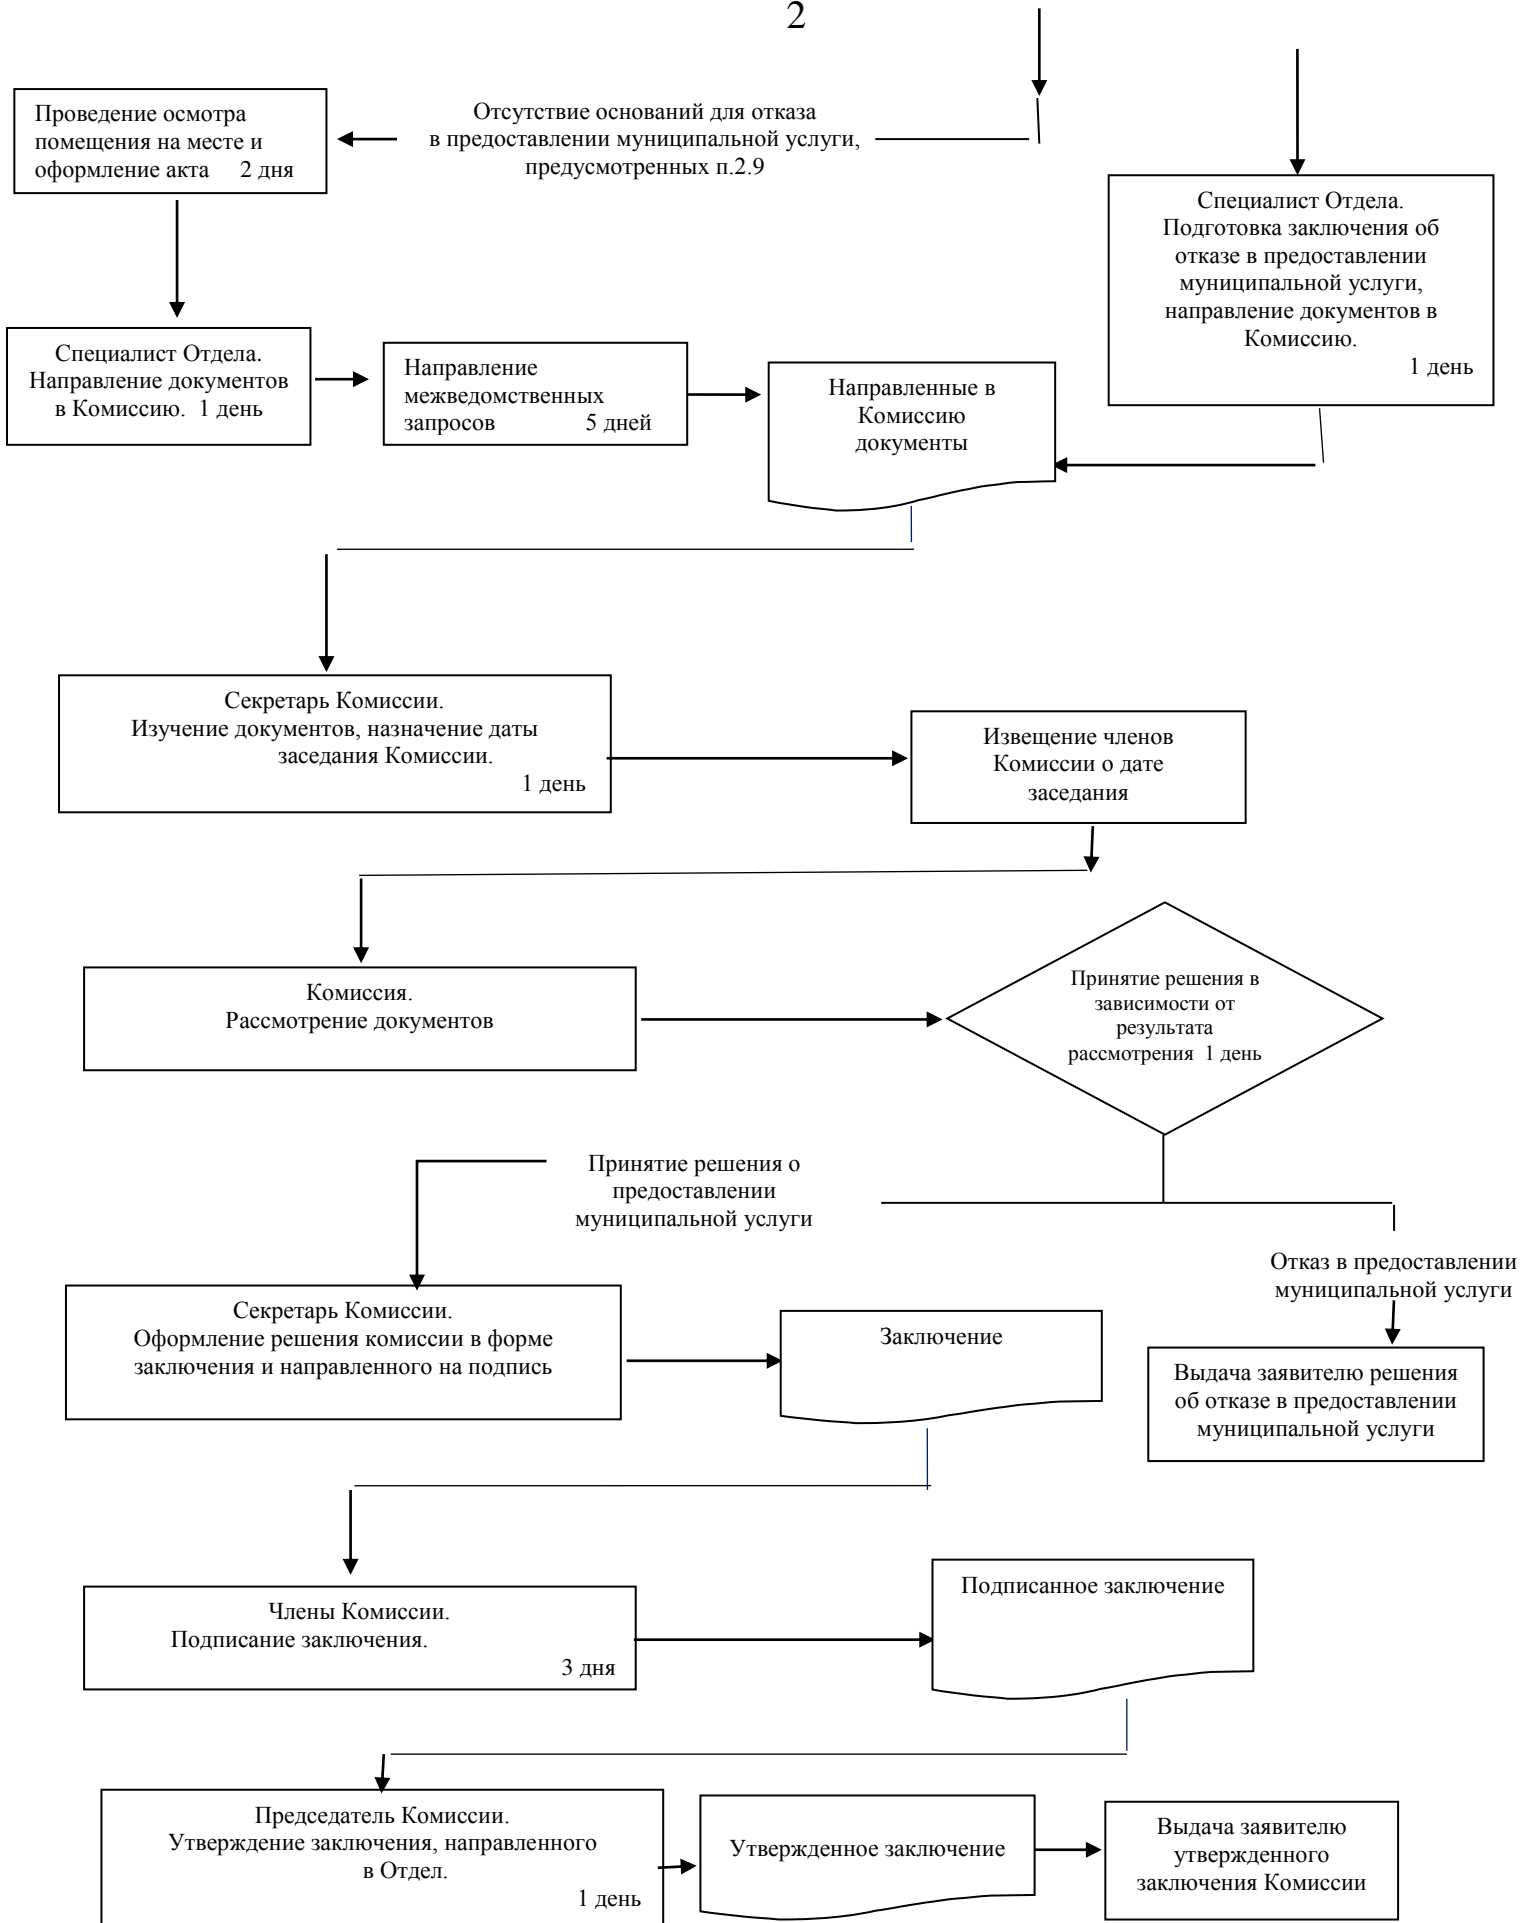 2
Проведение осмотра
помещения на месте и
оформление акта 2 дня
Отсутствие оснований для отказа
в предоставлении муниципальной услуги,
предусмотренных п.2.9
Специалист Отдела.
Подготовка заключения об
отказе в предоставлении
муниципальной услуги,
направление документов в
Комиссию.
1 день
Специалист Отдела.
Направление документов
в Комиссию. 1 день
Направление
межведомственных
запросов 5 дней
Направленные в
Комиссию
документы
Секретарь Комиссии.
Изучение документов, назначение даты
заседания Комиссии.
1 день
Извещение членов
Комиссии о дате
заседания
Комиссия.
Рассмотрение документов
Принятие решения в
зависимости от
результата
рассмотрения 1 день
Принятие решения о
предоставлении
муниципальной услуги
Отказ в предоставлении
муниципальной услуги
Секретарь Комиссии.
Оформление решения комиссии в форме
заключения и направленного на подпись
Заключение
Выдача заявителю решения
об отказе в предоставлении
муниципальной услуги
Члены Комиссии.
Подписание заключения.
3 дня
Подписанное заключение
Председатель Комиссии.
Утверждение заключения, направленного
в Отдел.
1 день
Утвержденное заключение
Выдача заявителю
утвержденного
заключения Комиссии